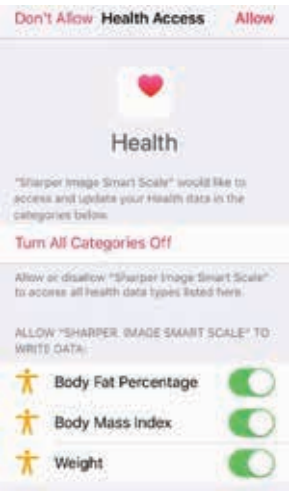 Don't Allow Health Access Allow
Health
"Sharper Image Smart Scale" would like to
access and update your Health data in the
categories below.
Turn All Categories Off
Allow or disallow "Sharper Image Smart Scale"
to access all health data types listed here.
ALLOW "SHARPER IMAGE SMART SCALE" TO
WRITE DATA:
Body Fat Percentage
Body Mass Index
Weight